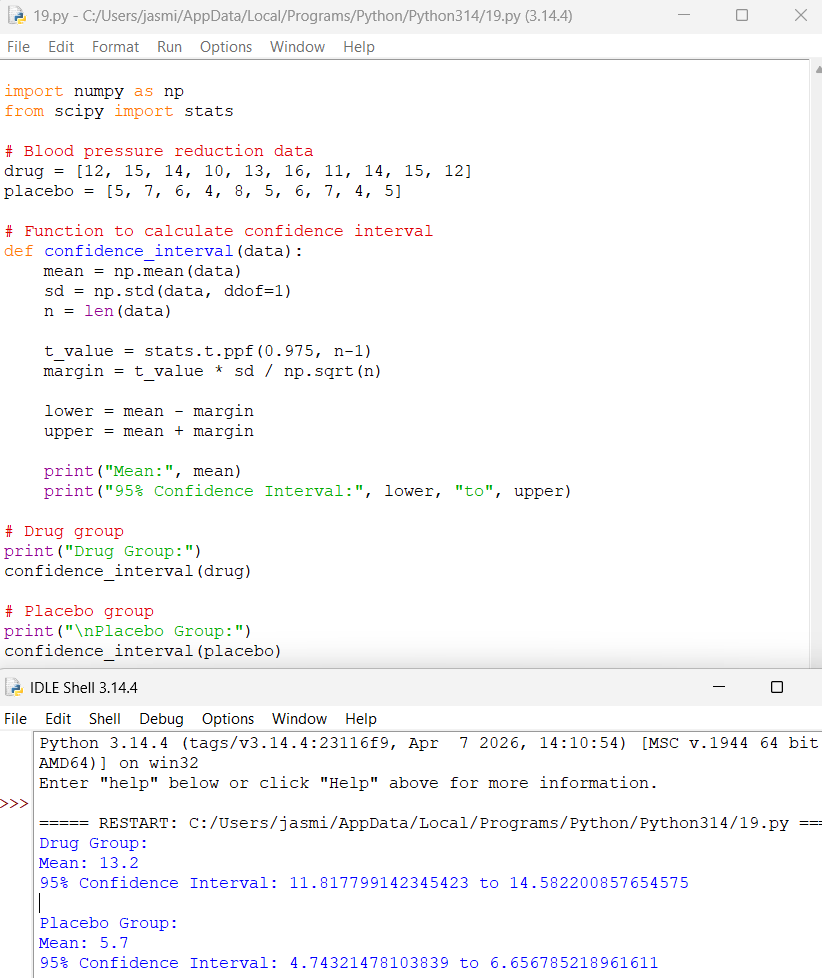 19.py - C:/Users/jasmi/AppData/Local/Programs/Python/Python314/19.py (3.14.4)
File Edit Format Run Options Window Help
import numpy as np
from scipy import stats

# Blood pressure reduction data
drug = [12, 15, 14, 10, 13, 16, 11, 14, 15, 12]
placebo = [5, 7, 6, 4, 8, 5, 6, 7, 4, 5]

# Function to calculate confidence interval
def confidence_interval(data):
    mean = np.mean(data)
    sd = np.std(data, ddof=1)
    n = len(data)

    t_value = stats.t.ppf(0.975, n-1)
    margin = t_value * sd / np.sqrt(n)

    lower = mean - margin
    upper = mean + margin

    print("Mean:", mean)
    print("95% Confidence Interval:", lower, "to", upper)

# Drug group
print("Drug Group:")
confidence_interval(drug)

# Placebo group
print("\nPlacebo Group:")
confidence_interval(placebo)
IDLE Shell 3.14.4
File Edit Shell Debug Options Window Help
Python 3.14.4 (tags/v3.14.4:23116f9, Apr  7 2026, 14:10:54) [MSC v.1944 64 bit
AMD64)] on win32
Enter "help" below or click "Help" above for more information.
>>>
===== RESTART: C:/Users/jasmi/AppData/Local/Programs/Python/Python314/19.py ===
Drug Group:
Mean: 13.2
95% Confidence Interval: 11.817799142345423 to 14.582200857654575

Placebo Group:
Mean: 5.7
95% Confidence Interval: 4.74321478103839 to 6.656785218961611